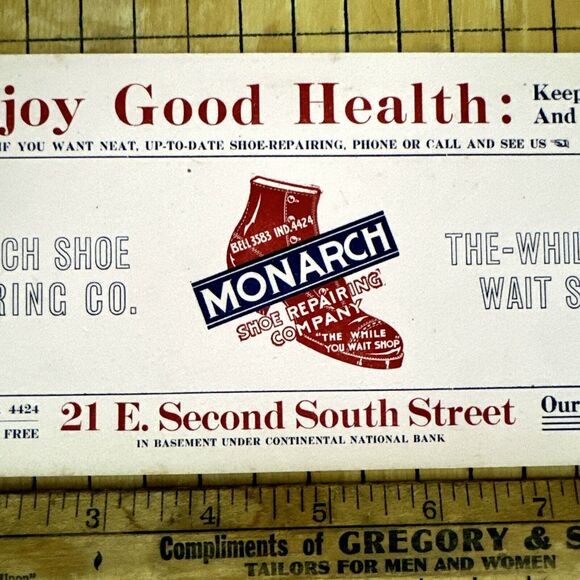 joy Good Health: Keep
And
IF YOU WANT NEAT, UP-TO-DATE SHOE-REPAIRING, PHONE OR CALL AND SEE US
BELL 3583 IND. 4424
MONARCH
SHOE REPAIRING
COMPANY
"THE WHILE
YOU WAIT SHOP"
CH SHOE
RING CO.
THE-WHIL
WAIT S
4424
FREE
21 E. Second South Street
IN BASEMENT UNDER CONTINENTAL NATIONAL BANK
Our
3 4 5 6 7
Compliments of GREGORY & S
TAILORS FOR MEN AND WOMEN